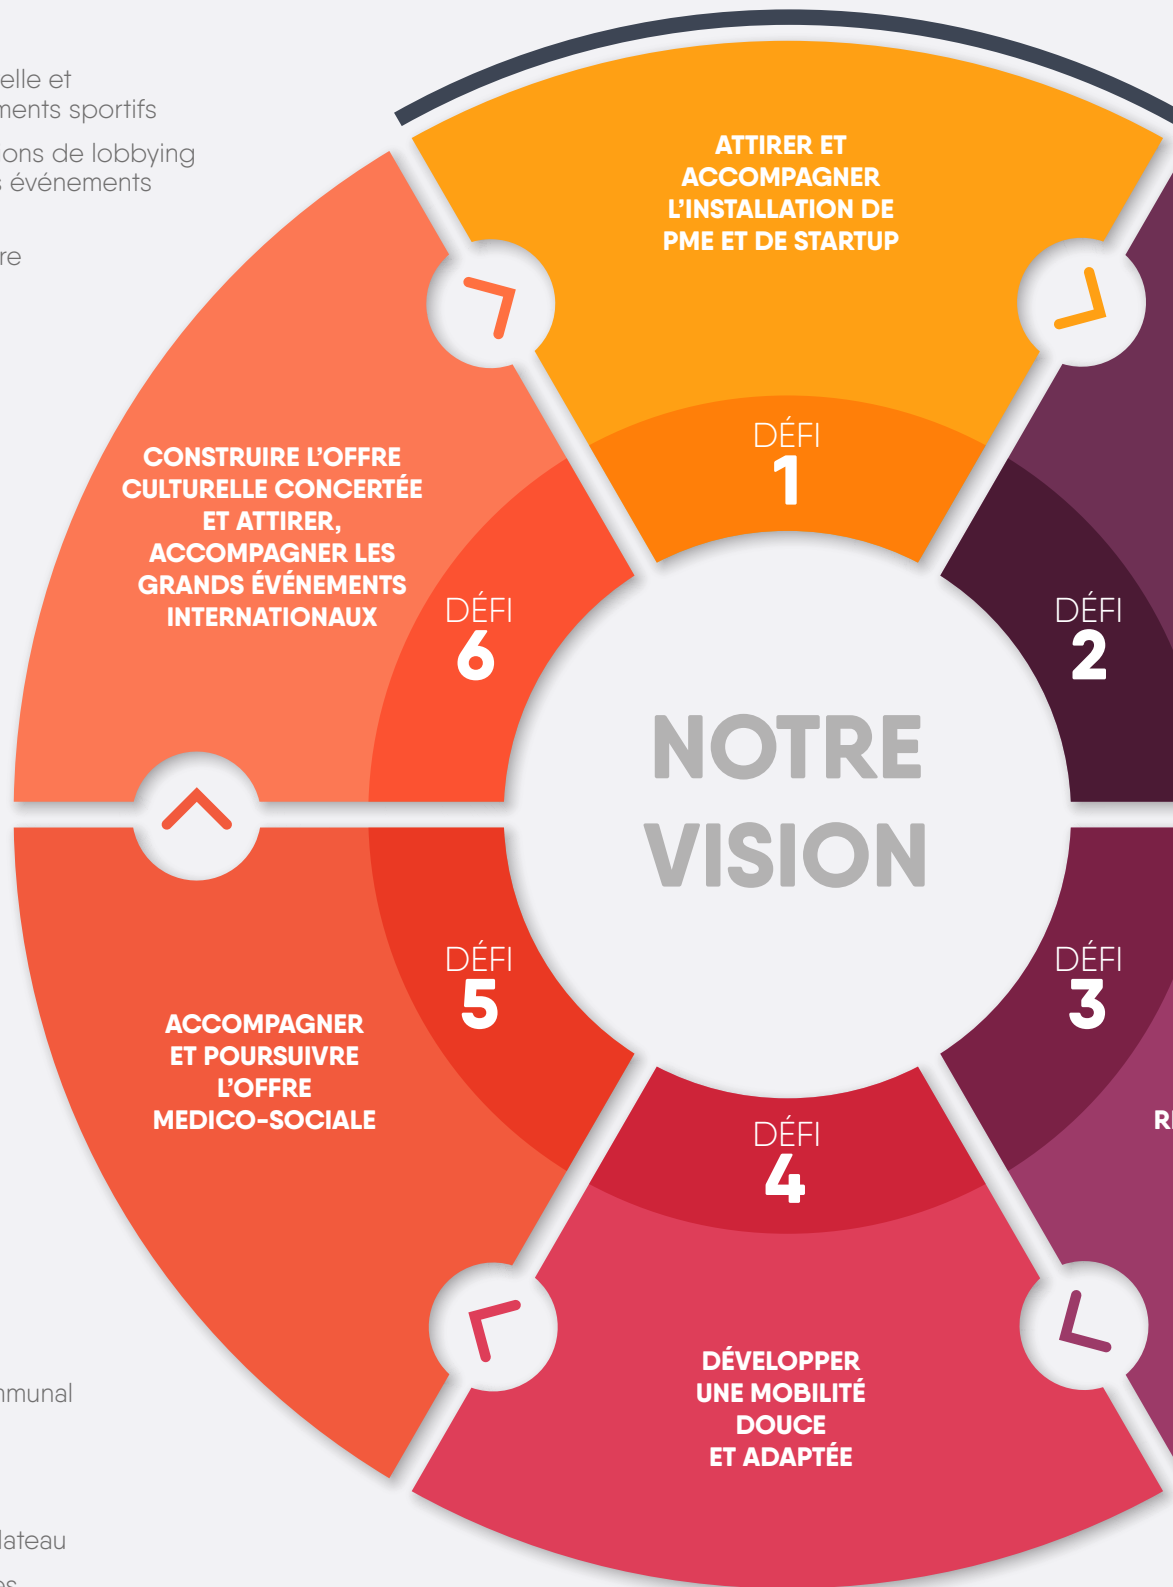 elle et
ments sportifs
ons de lobbying
s événements
re
ATTIRER ET
ACCOMPAGNER
L'INSTALLATION DE
PME ET DE STARTUP
DÉFI
1
CONSTRUIRE L'OFFRE
CULTURELLE CONCERTÉE
ET ATTIRER,
ACCOMPAGNER LES
GRANDS ÉVÉNEMENTS
INTERNATIONAUX
DÉFI
6
DÉFI
2
NOTRE
VISION
DÉFI
5
ACCOMPAGNER
ET POURSUIVRE
L'OFFRE
MEDICO-SOCIALE
DÉFI
3
DÉFI
4
DÉVELOPPER
UNE MOBILITÉ
DOUCE
ET ADAPTÉE
mmunal
lateau